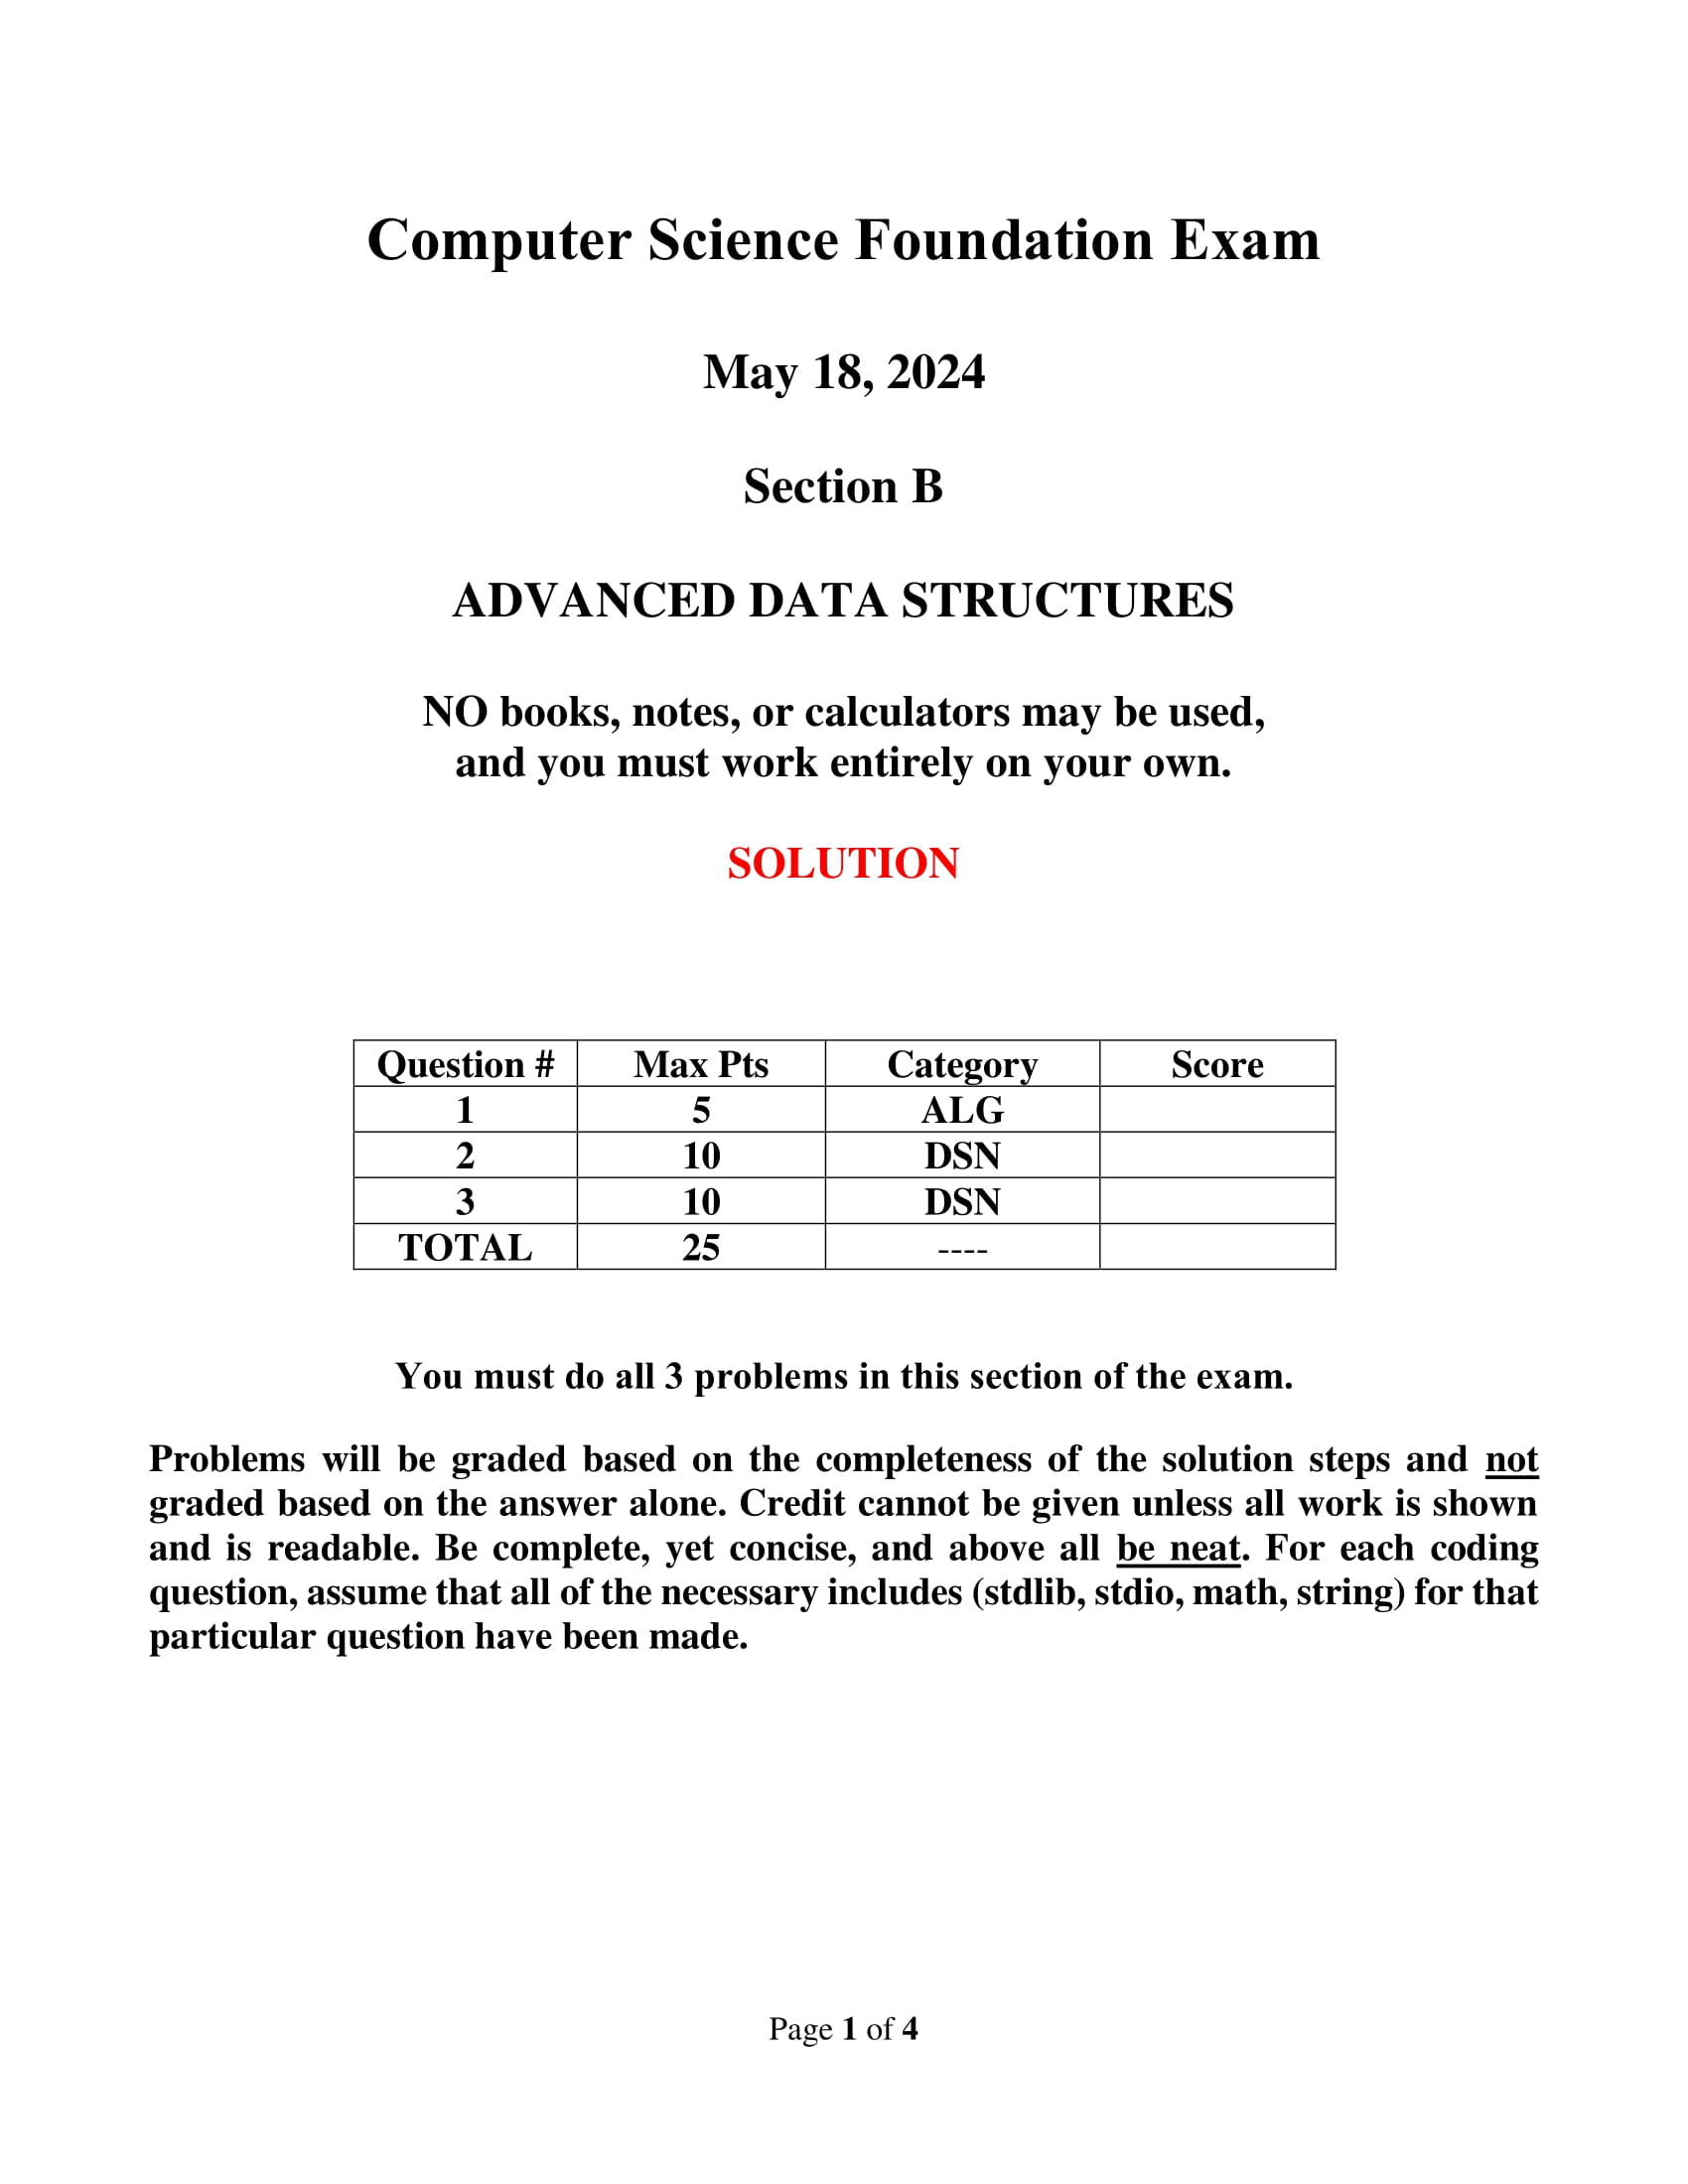 Computer Science Foundation Exam
May 18, 2024
Section B
ADVANCED DATA STRUCTURES
NO books, notes, or calculators may be used,
and you must work entirely on your own.
SOLUTION
Question # Max Pts Category Score
1 5 ALG
2 10 DSN
3 10 DSN
TOTAL 25 ----
You must do all 3 problems in this section of the exam.
Problems will be graded based on the completeness of the solution steps and not
graded based on the answer alone. Credit cannot be given unless all work is shown
and is readable. Be complete, yet concise, and above all be neat. For each coding
question, assume that all of the necessary includes (stdlib, stdio, math, string) for that
particular question have been made.
Page 1 of 4